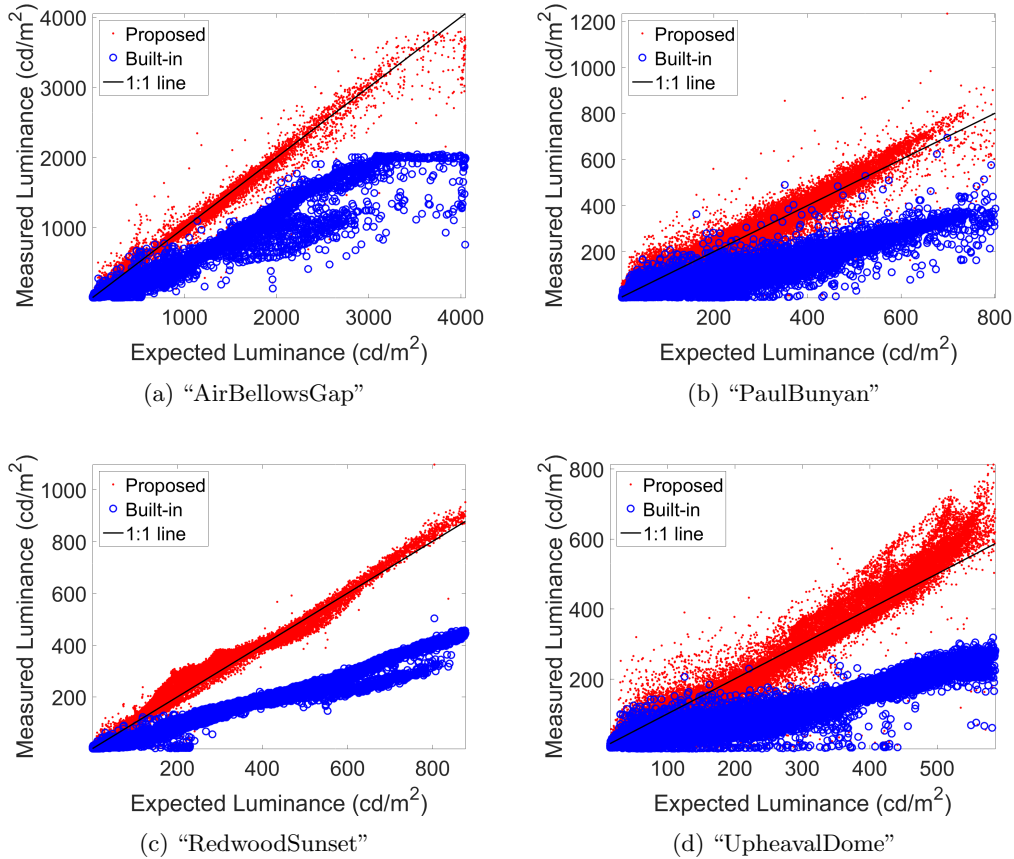 4000
3000
2000
1000
Measured Luminance (cd/m²)
Proposed
Built-in
1:1 line
1000 2000 3000 4000
Expected Luminance (cd/m²)
(a) “AirBellowsGap”
1200
1000
800
600
400
200
Measured Luminance (cd/m²)
Proposed
Built-in
1:1 line
200 400 600 800
Expected Luminance (cd/m²)
(b) “PaulBunyan”
1000
800
600
400
200
Measured Luminance (cd/m²)
Proposed
Built-in
1:1 line
200 400 600 800
Expected Luminance (cd/m²)
(c) “RedwoodSunset”
800
600
400
200
Measured Luminance (cd/m²)
Proposed
Built-in
1:1 line
100 200 300 400 500
Expected Luminance (cd/m²)
(d) “UpheavalDome”